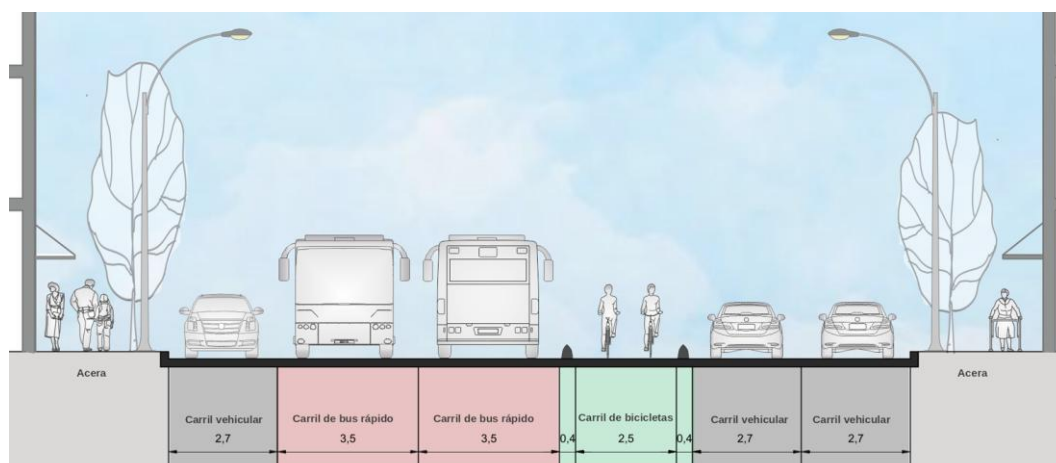 Acera
Carril vehicular
2,7
Carril de bus rápido
3,5
Carril de bus rápido
3,5
0,4
Carril de bicicletas
2,5
0,4
Carril vehicular
2,7
Carril vehicular
2,7
Acera